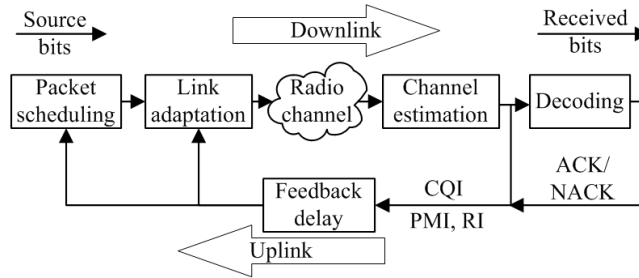 Source
bits
Downlink
Received
bits
Packet
scheduling
Link
adaptation
Radio
channel
Channel
estimation
Decoding
Feedback
delay
CQI
PMI, RI
ACK/
NACK
Uplink